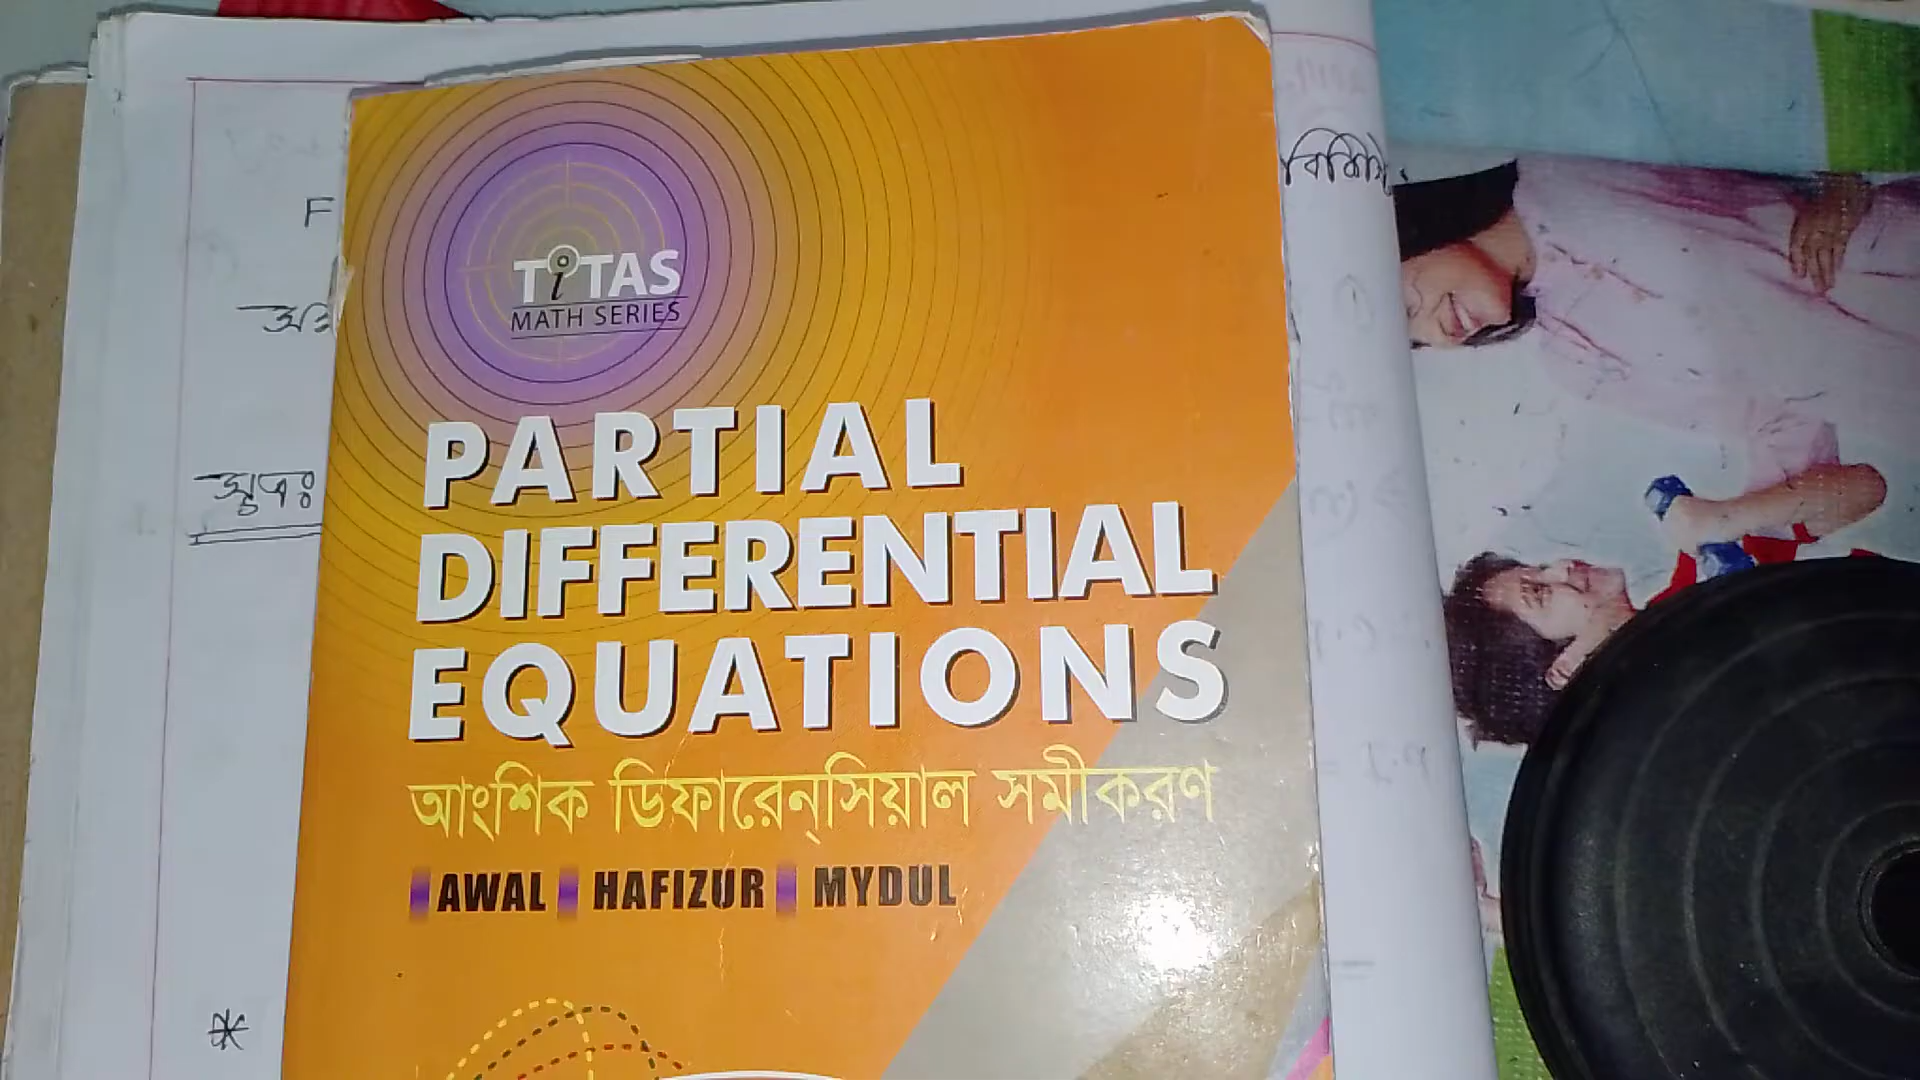 TiTAS
MATH SERIES
PARTIAL
DIFFERENTIAL
EQUATIONS
আংশিক ডিফারেন্সিয়াল সমীকরণ
AWAL HAFIZUR MYDUL
F
সূত্রঃ